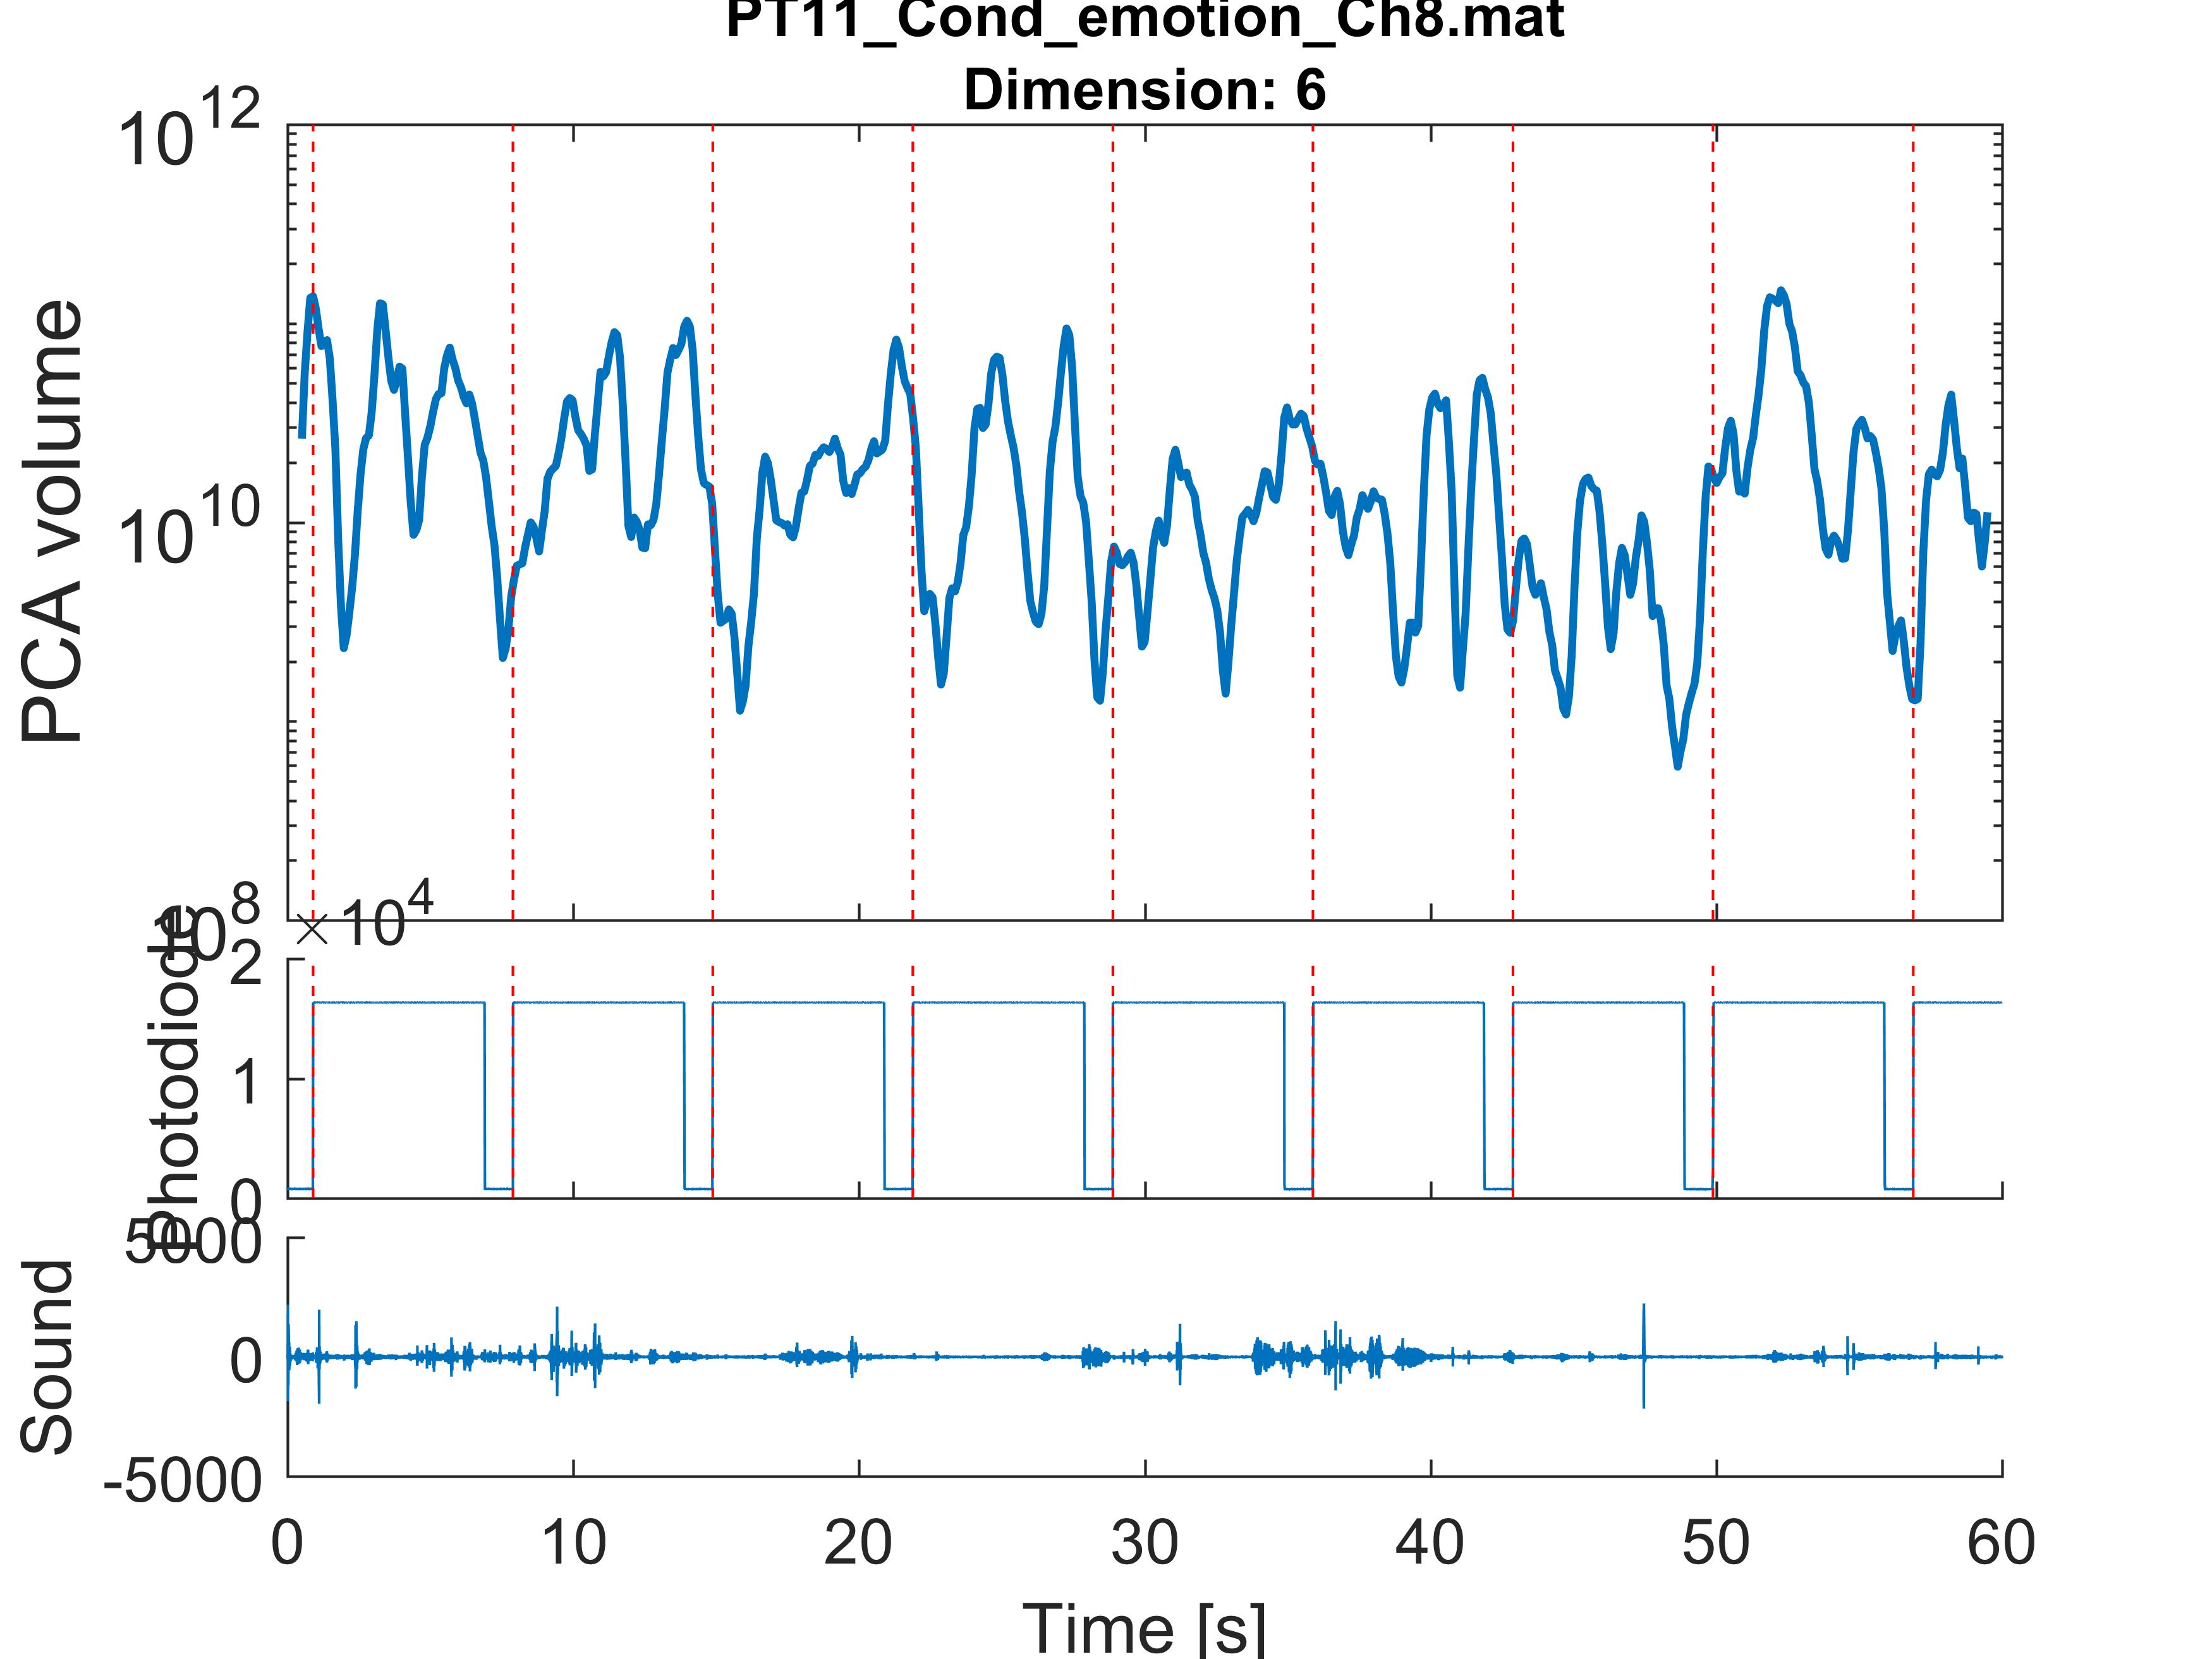 PT11_Cond_emotion_Ch8.mat
Dimension: 6
10^12
10^10
10^8
PCA volume
×10^4
2
1
0
Photodiode
5000
0
-5000
Sound
0 10 20 30 40 50 60
Time [s]